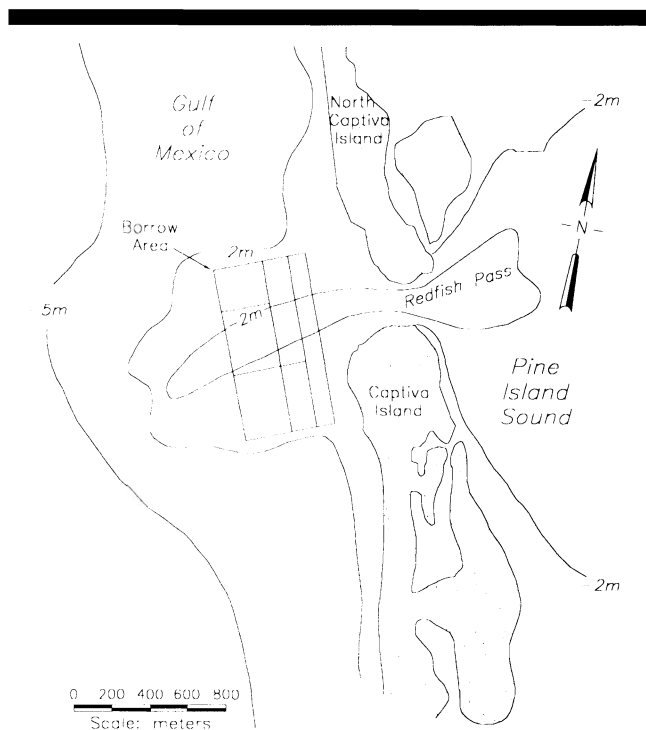 Gulf
of
Mexico
North
Captiva
Island
-2m
Borrow
Area
2m
N
5m
-2m
Redfish Pass
Captiva
Island
Pine
Island
Sound
-2m
0 200 400 600 800
Scale: meters